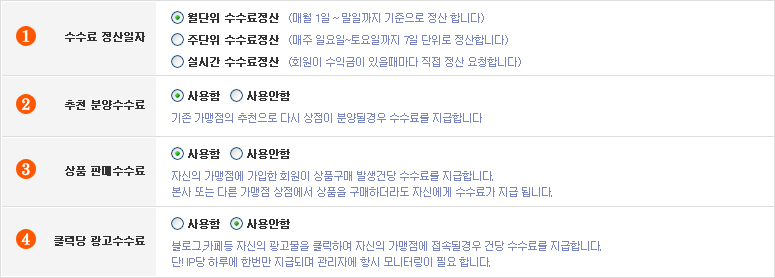 1 수수료 정산일자
월단위 수수료정산 (매월 1일 ~ 말일까지 기준으로 정산 합니다)
주단위 수수료정산 (매주 일요일~토요일까지 7일 단위로 정산합니다)
실시간 수수료정산 (회원이 수익금이 있을때마다 직접 정산 요청합니다)
2 추천 분양수수료
사용함 사용안함
기존 가맹점의 추천으로 다시 상점이 분양될경우 수수료를 지급합니다
3 상품 판매수수료
사용함 사용안함
자신의 가맹점에 가입한 회원이 상품구매 발생건당 수수료를 지급합니다.
본사 또는 다른 가맹점 상점에서 상품을 구매하더라도 자신에게 수수료가 지급 됩니다.
4 클릭당 광고수수료
사용함 사용안함
블로그,카페등 자신의 광고물을 클릭하여 자신의 가맹점에 접속될경우 건당 수수료를 지급합니다.
단! IP당 하루에 한번만 지급되며 관리자에 항시 모니터링이 필요 합니다.